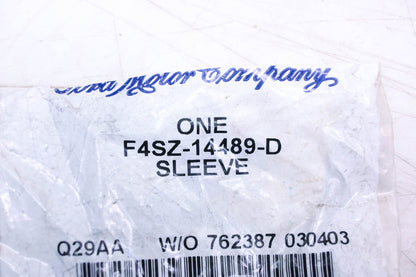 Ford Motor Company
ONE
F4SZ-14489-D
SLEEVE
Q29AA W/O 762387 030403